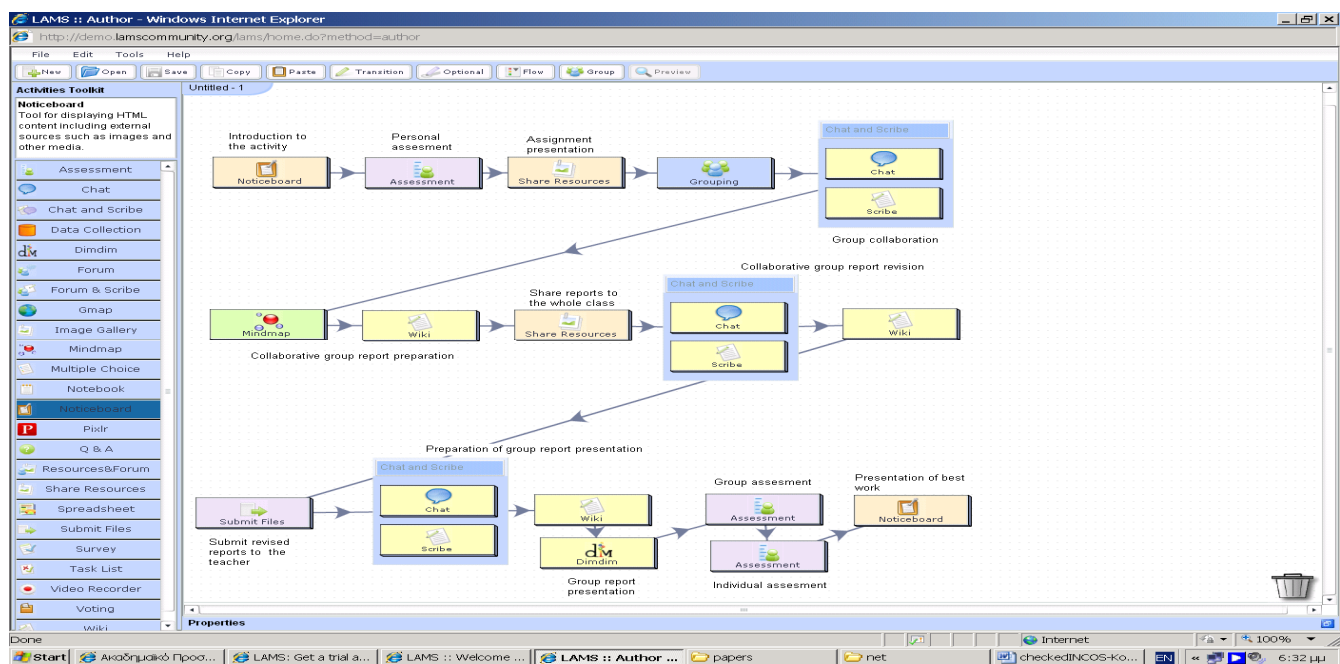 LAMS :: Author - Windows Internet Explorer
http://demo.lamscommunity.org/lams/home.do?method=author
File Edit Tools Help
New Open Save Copy Paste Transition Optional Flow Group Preview
Activities Toolkit
Untitled - 1
Noticeboard
Tool for displaying HTML
content including external
sources such as images and
other media.
Assessment
Chat
Chat and Scribe
Data Collection
Dimdim
Forum
Forum & Scribe
Gmap
Image Gallery
Mindmap
Multiple Choice
Notebook
Noticeboard
Pixlr
Q & A
Resources&Forum
Share Resources
Spreadsheet
Submit Files
Survey
Task List
Video Recorder
Voting
Wiki
Introduction to
the activity
Noticeboard
Personal
assesment
Assessment
Assignment
presentation
Share Resources
Grouping
Chat and Scribe
Chat
Scribe
Group collaboration
Mindmap
Wiki
Collaborative group report preparation
Share reports to
the whole class
Share Resources
Collaborative group report revision
Chat and Scribe
Chat
Scribe
Wiki
Preparation of group report presentation
Submit Files
Submit revised
reports to the
teacher
Chat and Scribe
Chat
Scribe
Wiki
dim
Dimdim
Group report
presentation
Group assesment
Assessment
Assessment
Individual assesment
Presentation of best
work
Noticeboard
Properties
Done Internet 100%
Start Ακαδημαϊκό Προσ... LAMS: Get a trial a... LAMS :: Welcome ... LAMS :: Author ... papers net checkedINCOS-Ko... EN 6:32 μμ